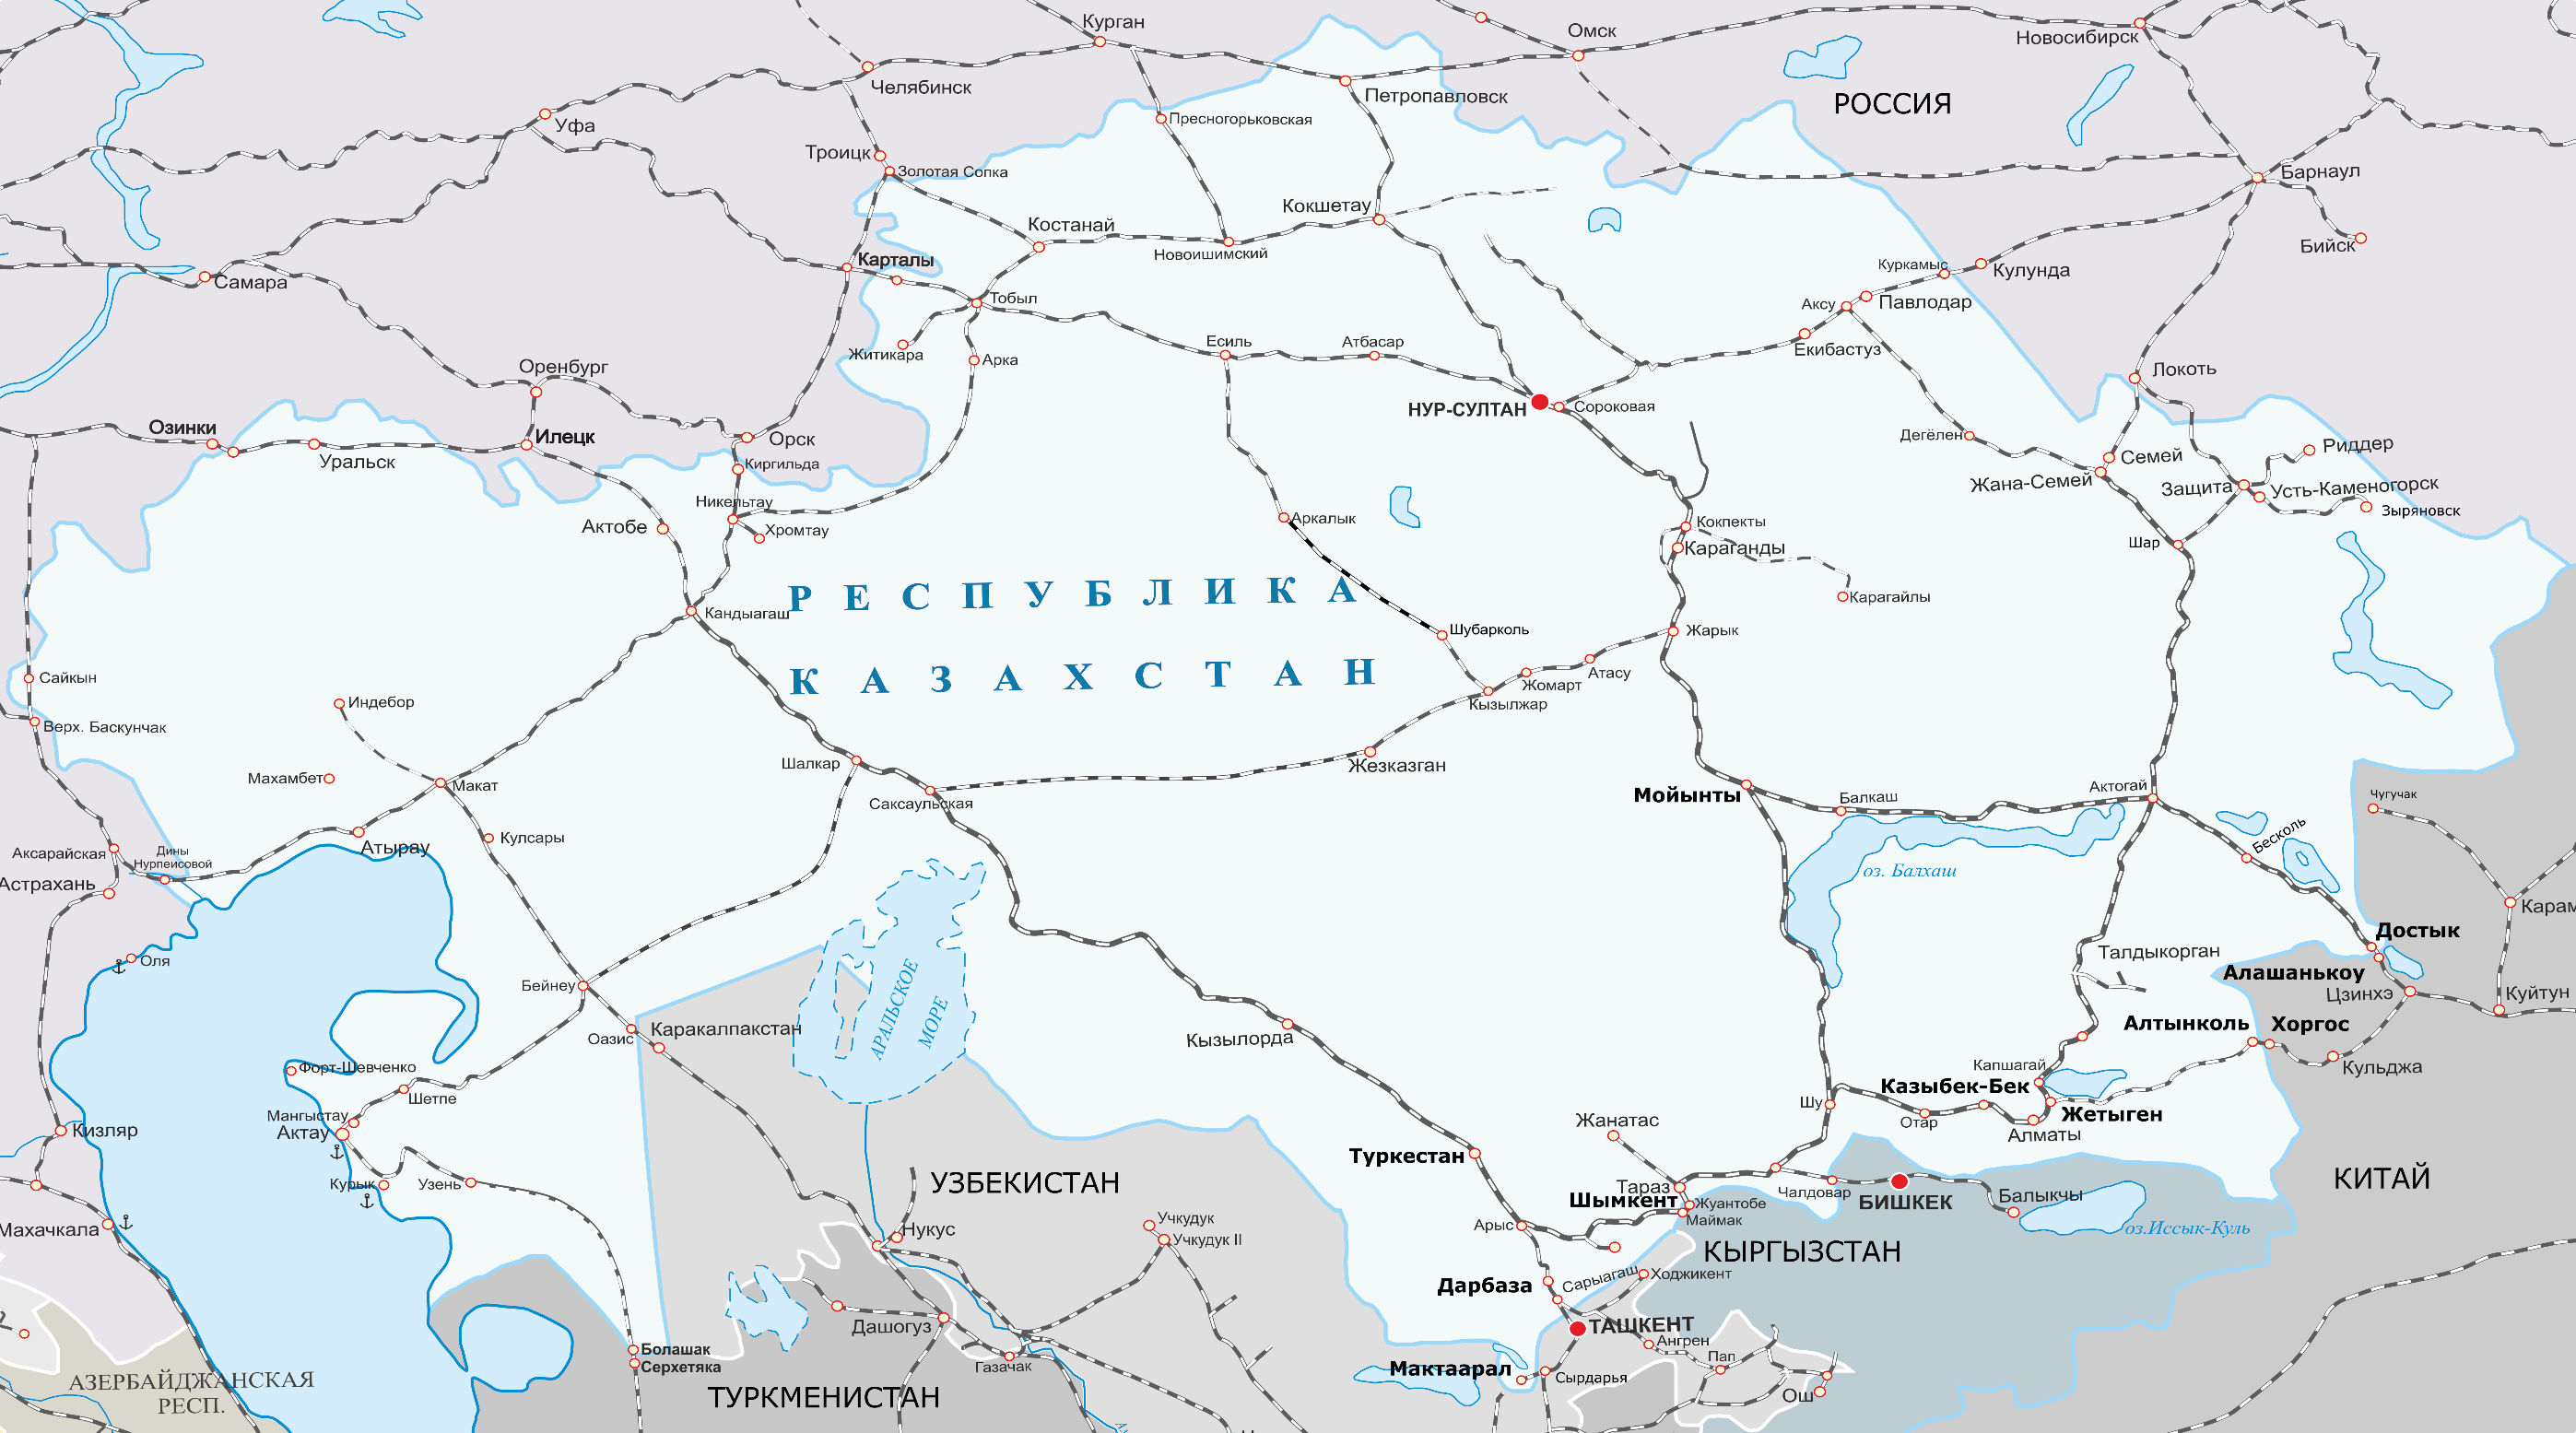 Курган
Омск
Новосибирск
Челябинск
Петропавловск
РОССИЯ
Уфа
Пресногорьковская
Троицк
Золотая Сопка
Барнаул
Костанай
Кокшетау
Новоишимский
Бийск
Карталы
Куркамыс
Кулунда
Самара
Тобыл
Аксу
Павлодар
Житикара
Арка
Есиль
Атбасар
Екибастуз
Оренбург
Локоть
НУР-СУЛТАН
Сороковая
Озинки
Илецк
Орск
Дегёлен
Уральск
Киргильда
Семей
Риддер
Жана-Семей
Защита
Усть-Каменогорск
Зыряновск
Никельтау
Актобе
Хромтау
Аркалык
Кокпекты
Караганды
Шар
РЕСПУБЛИКА
Карагайлы
Кандыагаш
Шубарколь
Жарык
КАЗАХСТАН
Сайкын
Атасу
Жомарт
Индебор
Кызылжар
Верх. Баскунчак
Шалкар
Жезказган
Махамбет
Макат
Саксаульская
Мойынты
Балкаш
Актогай
Чугучак
Кулсары
Бесколь
Атырау
Аксарайская
Дины
Нурпеисовой
Астрахань
оз. Балхаш
Карам
Достык
Оля
Талдыкорган
Алашанькоу
Бейнеу
АРАЛЬСКОЕ
МОРЕ
Цзинхэ
Куйтун
Каракалпакстан
Оазис
Кызылорда
Алтынколь
Хоргос
Форт-Шевченко
Капшагай
Кульджа
Шетпе
Казыбек-Бек
Шу
Мангыстау
Жетыген
Кизляр
Актау
Жанатас
Отар
Алматы
Туркестан
Курык
Узень
УЗБЕКИСТАН
Тараз
Чалдовар
БИШКЕК
Балыкчы
КИТАЙ
Шымкент
Жуантобе
Маймак
Махачкала
Нукус
Учкудук
Учкудук II
Арыс
оз.Иссык-Куль
КЫРГЫЗСТАН
Дарбаза
Сарыагаш
Ходжикент
Дашогуз
ТАШКЕНТ
Ангрен
Болашак
Серхетяка
Газачак
Пап
Мактаарал
Сырдарья
АЗЕРБАЙДЖАНСКАЯ
РЕСП.
ТУРКМЕНИСТАН
Ош